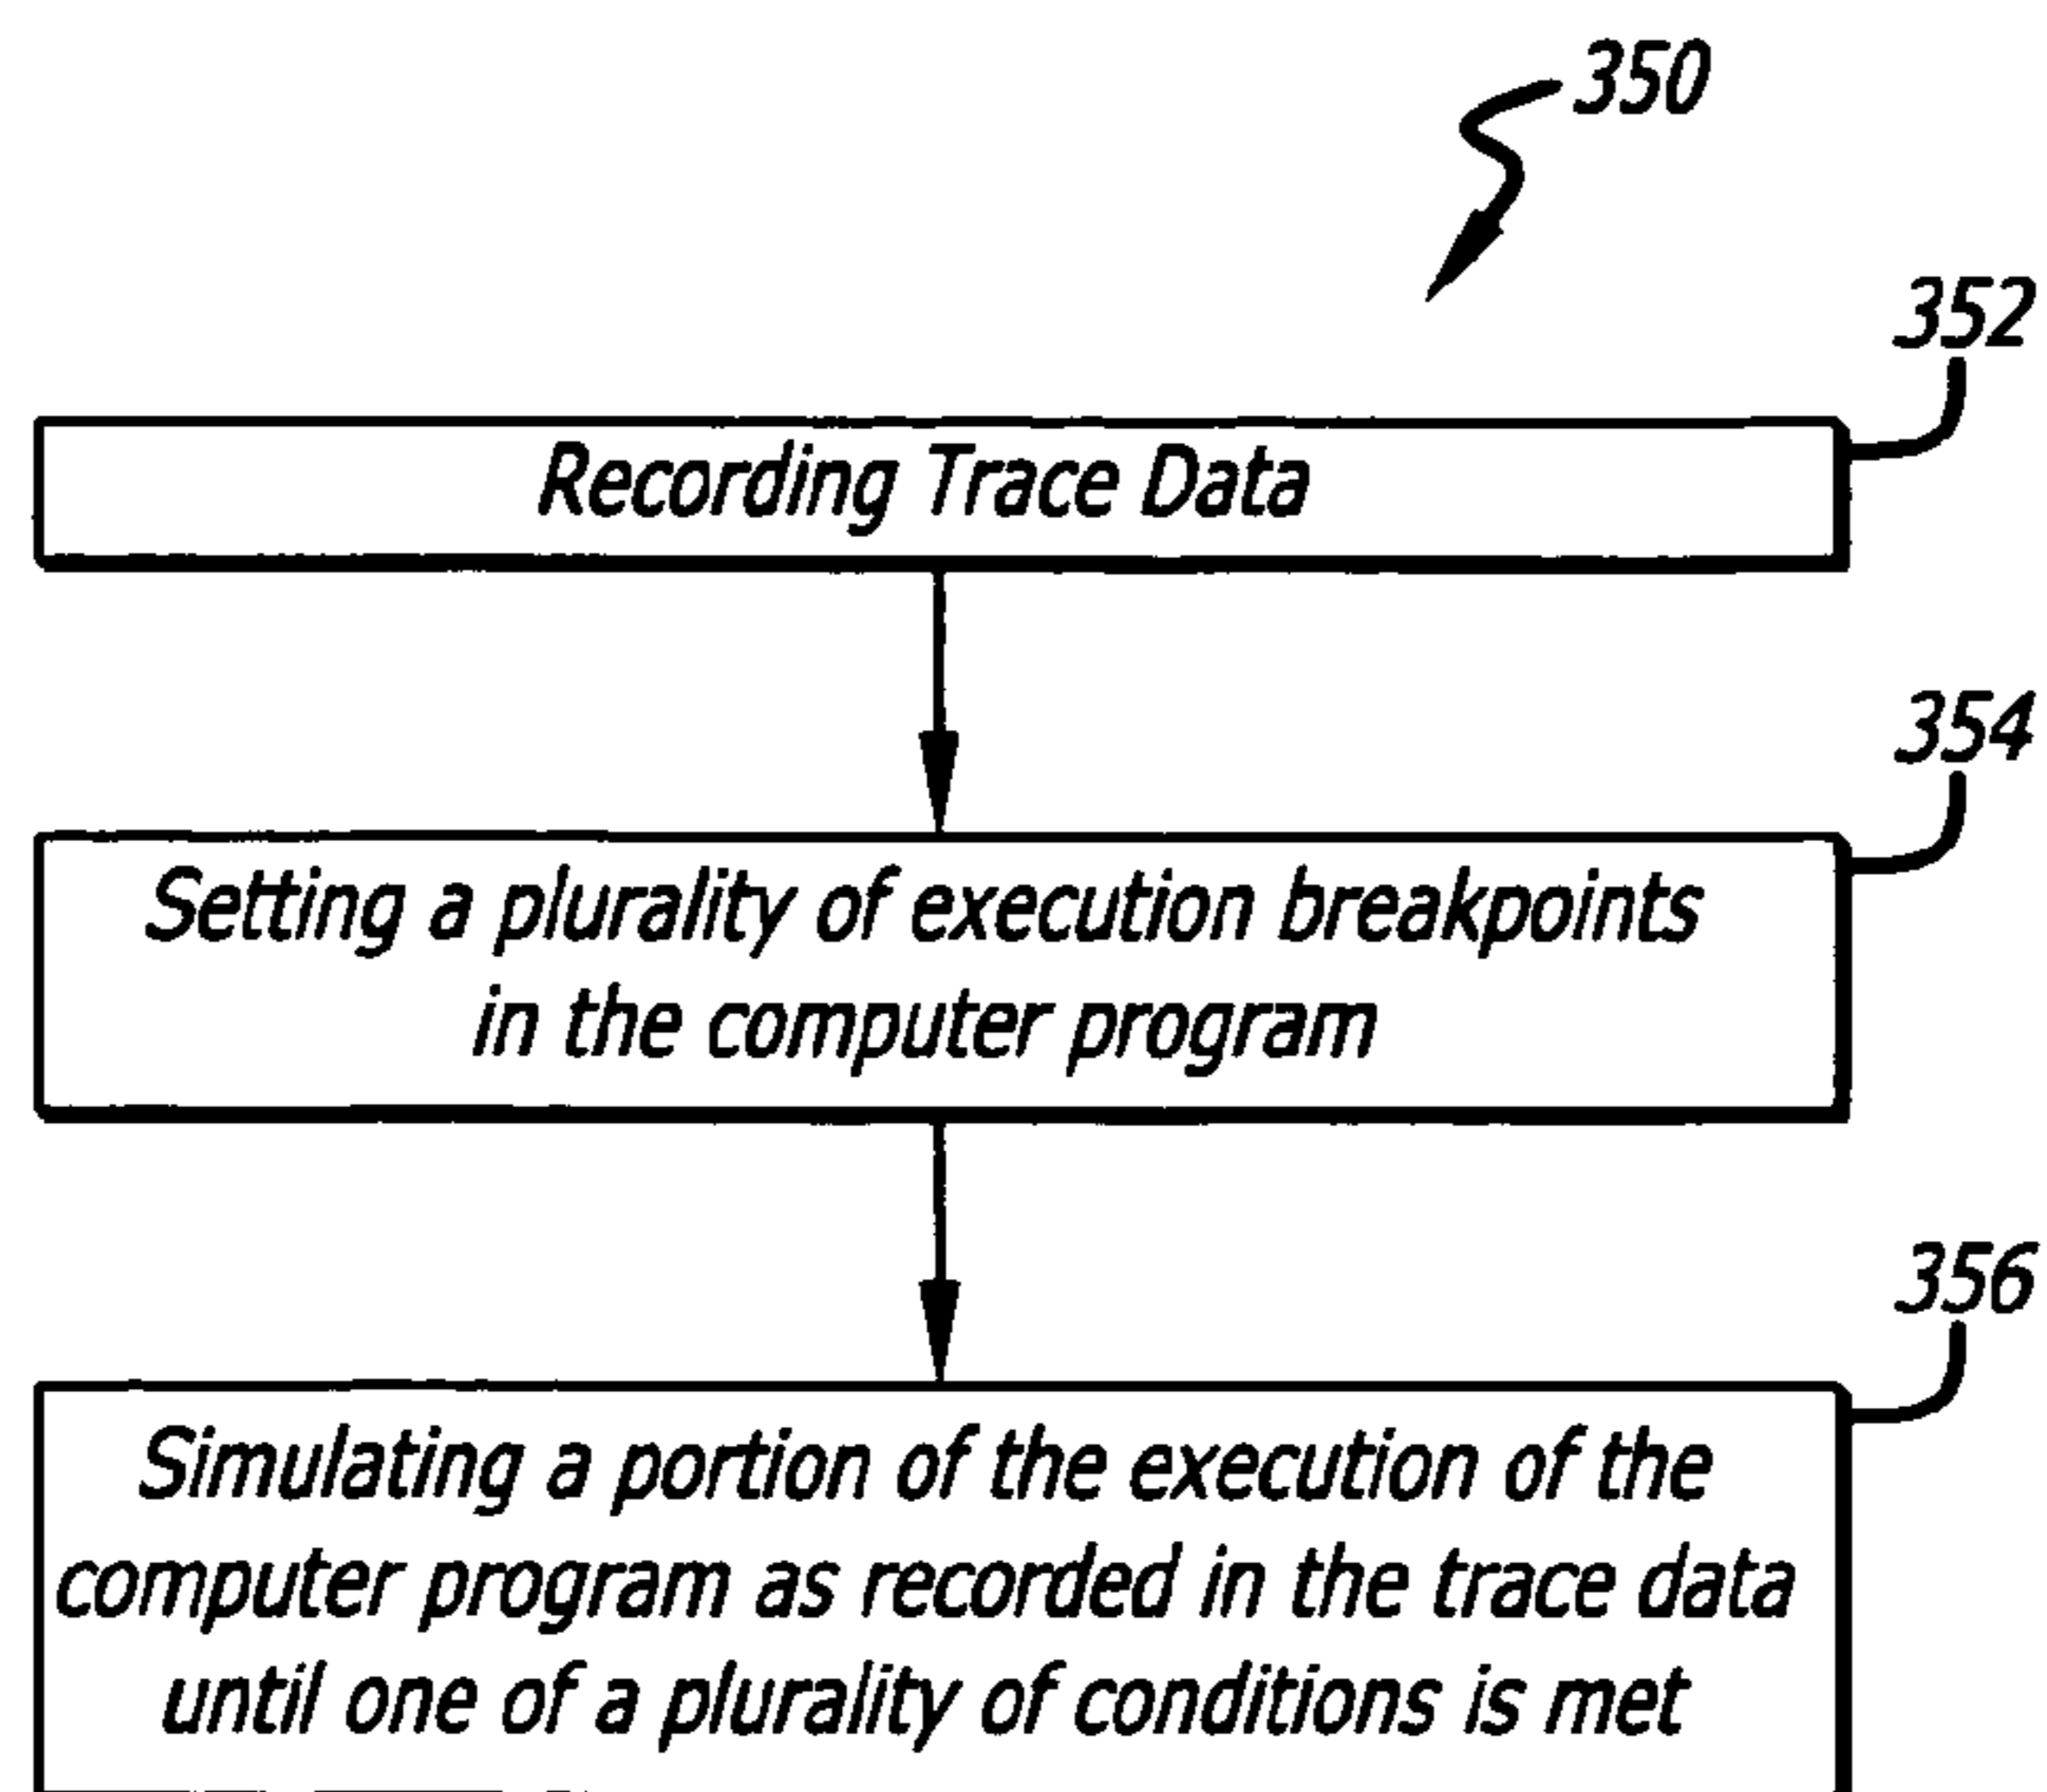 350
352
Recording Trace Data
354
Setting a plurality of execution breakpoints
in the computer program
356
Simulating a portion of the execution of the
computer program as recorded in the trace data
until one of a plurality of conditions is met